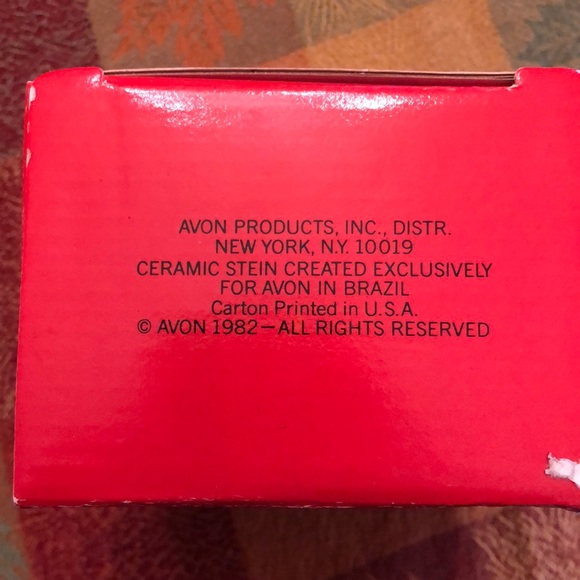 AVON PRODUCTS, INC., DISTR.
NEW YORK, N.Y. 10019
CERAMIC STEIN CREATED EXCLUSIVELY
FOR AVON IN BRAZIL
Carton Printed in U.S.A.
© AVON 1982—ALL RIGHTS RESERVED